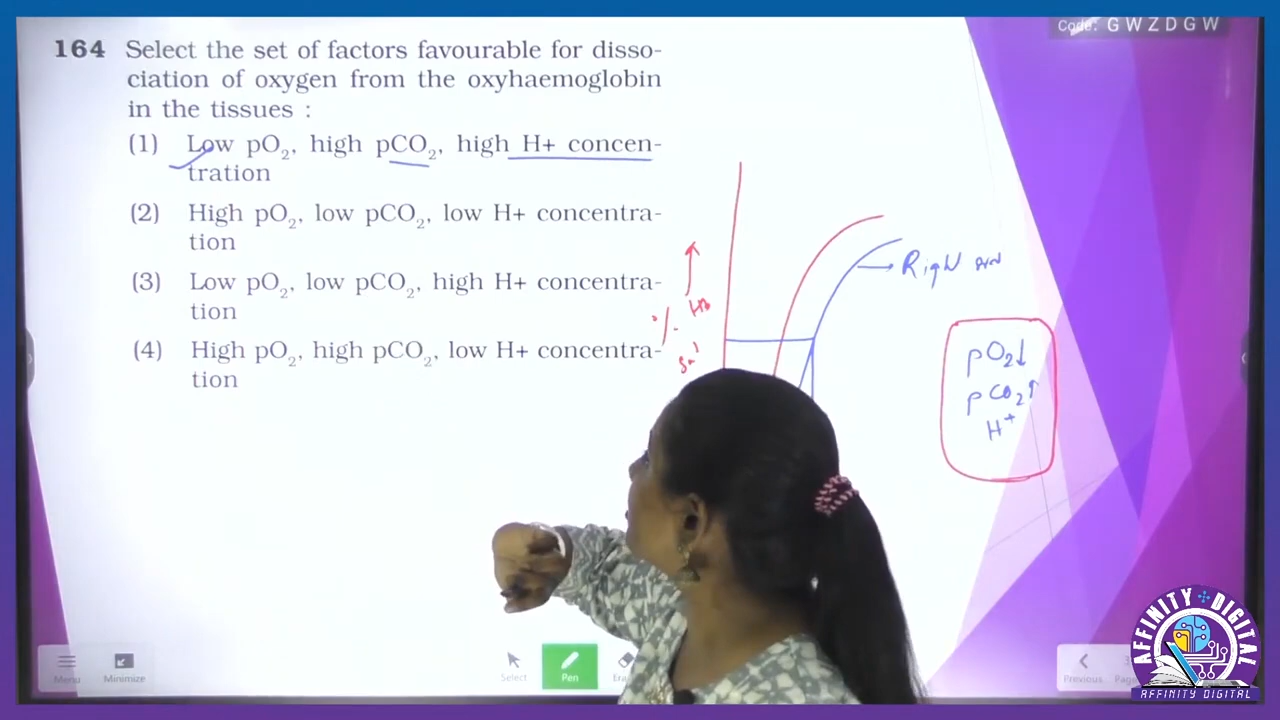 Code: G W Z D G W
164 Select the set of factors favourable for disso-
ciation of oxygen from the oxyhaemoglobin
in the tissues :
(1) Low pO₂, high pCO₂, high H+ concen-
tration
(2) High pO₂, low pCO₂, low H+ concentra-
tion
(3) Low pO₂, low pCO₂, high H+ concentra-
tion
(4) High pO₂, high pCO₂, low H+ concentra-
tion
→ Right
% Hb
↑
pO₂↓
pCO₂↑
H⁺
Menu
Minimize
Select
Pen
Previous
AFFINITY DIGITAL
AFFINITY DIGITAL